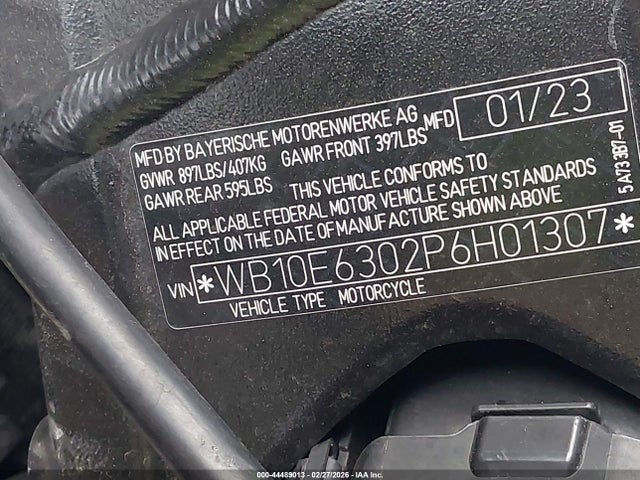 MFD BY BAYERISCHE MOTORENWERKE AG MFD 01/23
GVWR 897LBS/407KG GAWR FRONT 397LBS
GAWR REAR 595LBS THIS VEHICLE CONFORMS TO
ALL APPLICABLE FEDERAL MOTOR VEHICLE SAFETY STANDARDS
IN EFFECT ON THE DATE OF MANUFACTURE SHOWN ABOVE
VIN *WB10E6302P6H01307*
VEHICLE TYPE MOTORCYCLE
5 A733B7-01
000-44489013 - 02/27/2026 - IAA Inc.